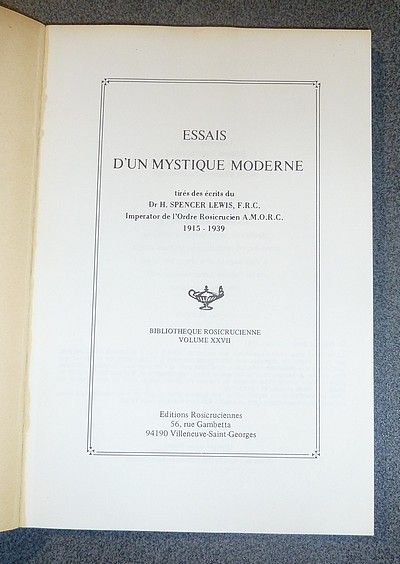 ESSAIS
D'UN MYSTIQUE MODERNE
tirés des écrits du
Dr H. SPENCER LEWIS, F.R.C.
Imperator de l'Ordre Rosicrucien A.M.O.R.C.
1915 - 1939
BIBLIOTHEQUE ROSICRUCIENNE
VOLUME XXVII
Editions Rosicruciennes
56, rue Gambetta
94190 Villeneuve-Saint-Georges